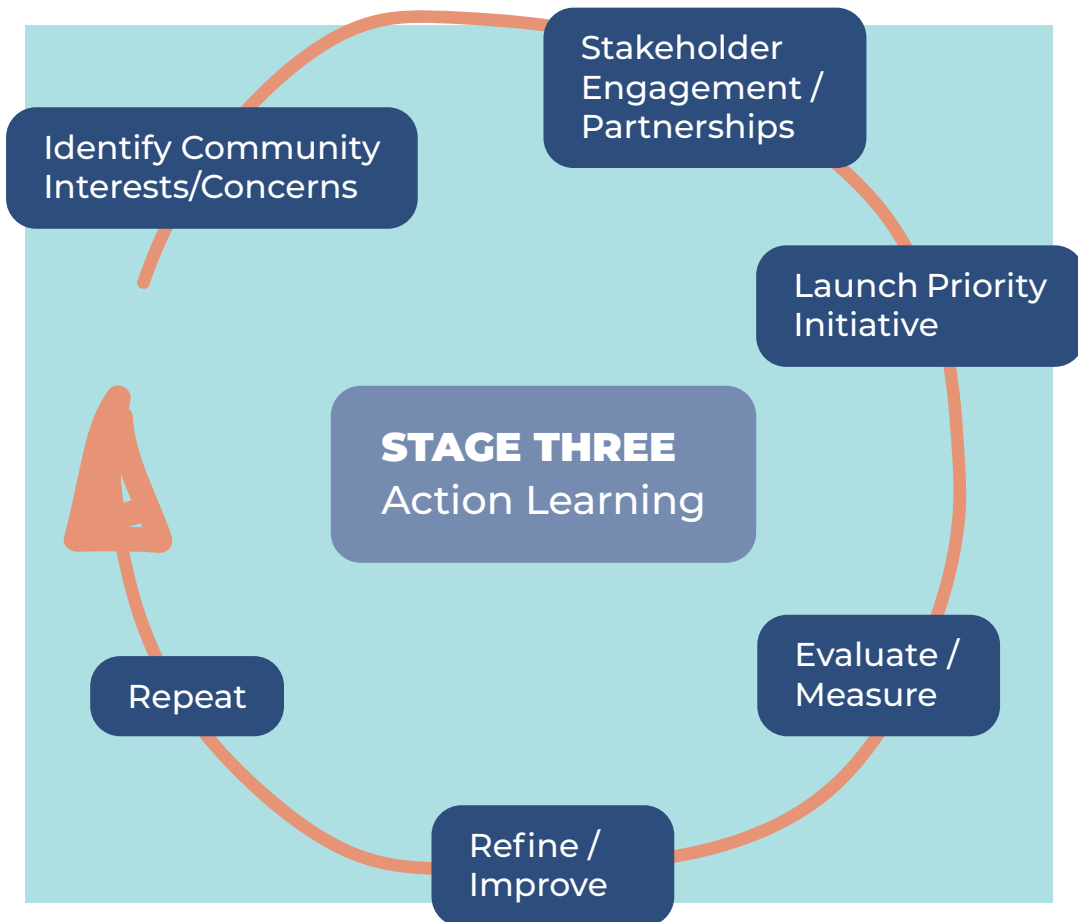 Identify Community
Interests/Concerns
Stakeholder
Engagement /
Partnerships
Launch Priority
Initiative
STAGE THREE
Action Learning
Evaluate /
Measure
Refine /
Improve
Repeat